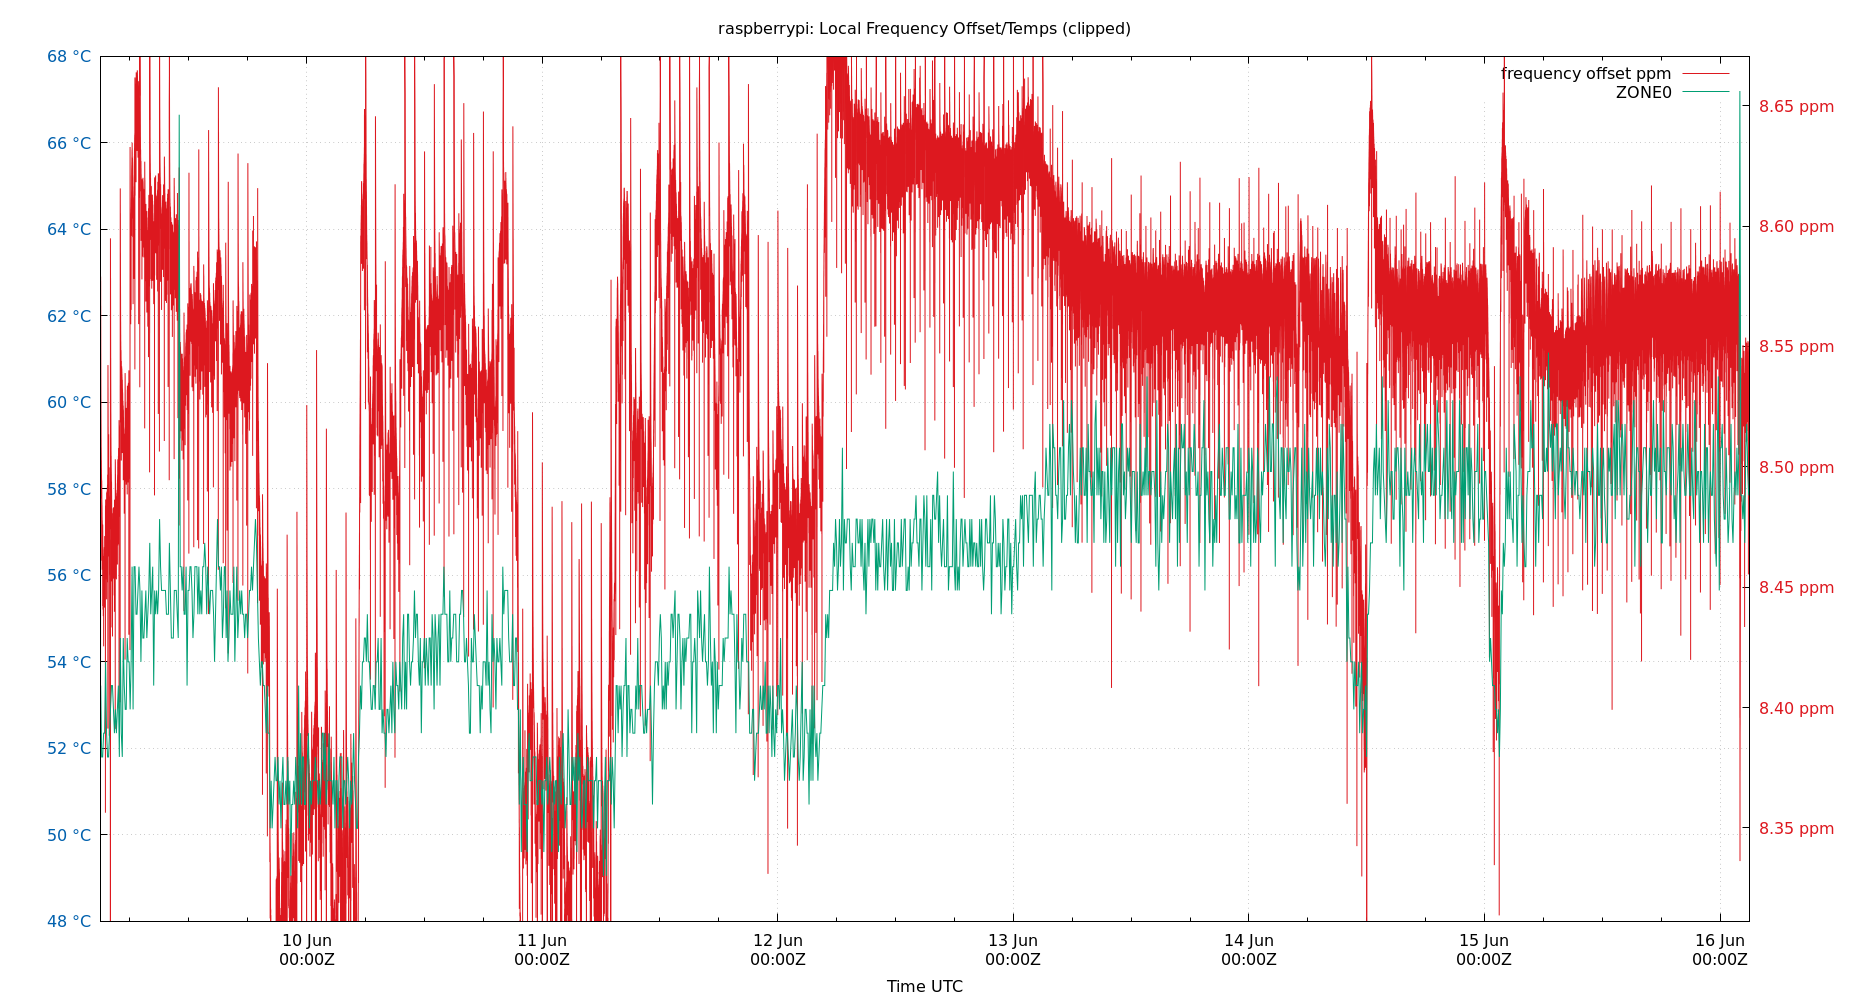 raspberrypi: Local Frequency Offset/Temps (clipped)
frequency offset ppm
ZONE0
68 °C
66 °C
64 °C
62 °C
60 °C
58 °C
56 °C
54 °C
52 °C
50 °C
48 °C
8.65 ppm
8.60 ppm
8.55 ppm
8.50 ppm
8.45 ppm
8.40 ppm
8.35 ppm
10 Jun 11 Jun 12 Jun 13 Jun 14 Jun 15 Jun 16 Jun
00:00Z 00:00Z 00:00Z 00:00Z 00:00Z 00:00Z 00:00Z
Time UTC